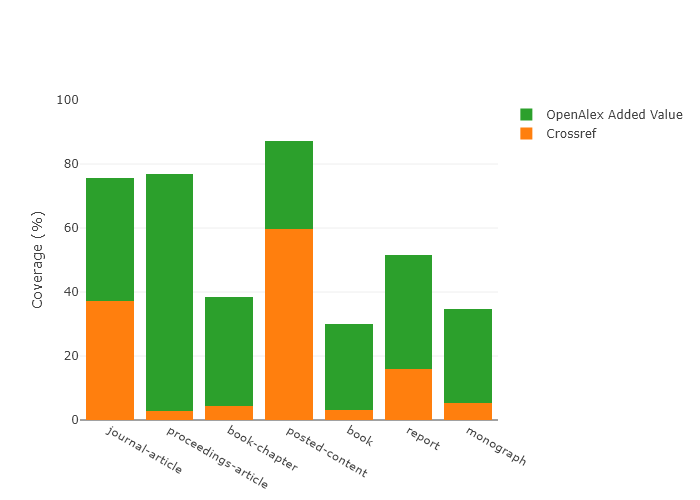 100
80
60
40
20
0
Coverage (%)
journal-article
proceedings-article
book-chapter
posted-content
book
report
monograph
OpenAlex Added Value
Crossref